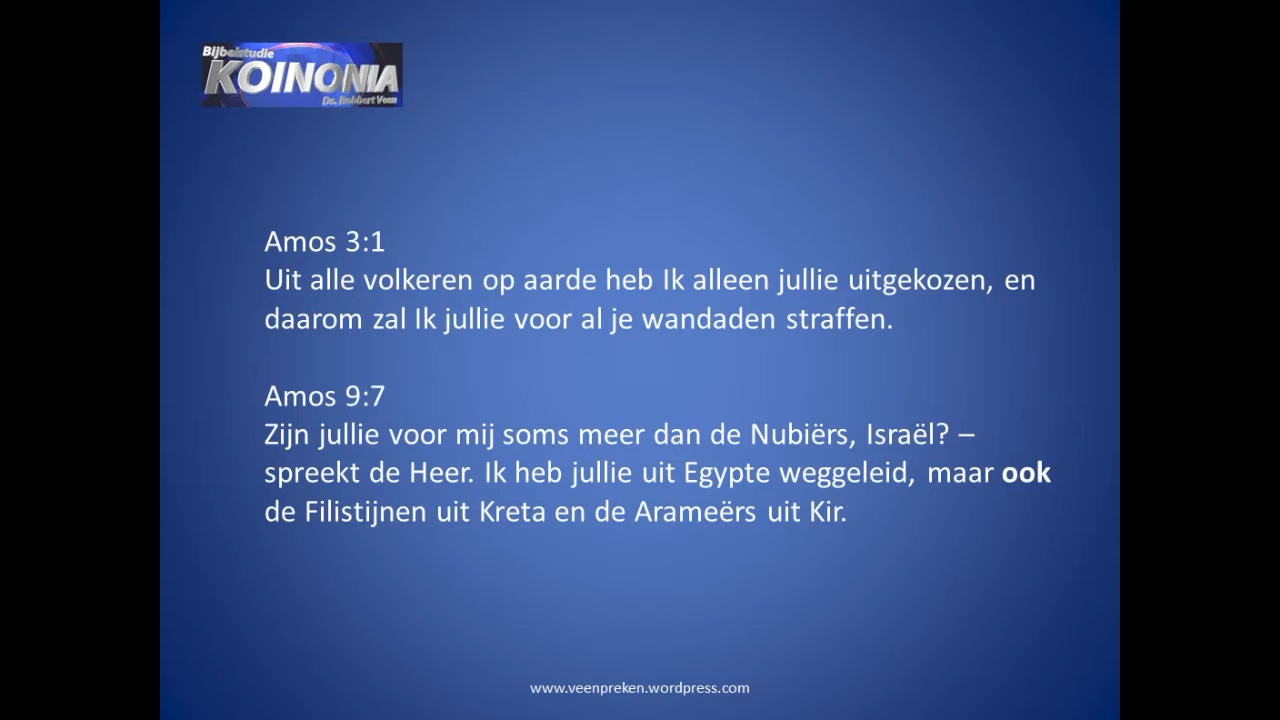 Bijbelstudie
KOINONIA
Ds. Robbert Veen
Amos 3:1
Uit alle volkeren op aarde heb Ik alleen jullie uitgekozen, en
daarom zal Ik jullie voor al je wandaden straffen.
Amos 9:7
Zijn jullie voor mij soms meer dan de Nubiërs, Israël? –
spreekt de Heer. Ik heb jullie uit Egypte weggeleid, maar ook
de Filistijnen uit Kreta en de Arameërs uit Kir.
www.veenpreken.wordpress.com